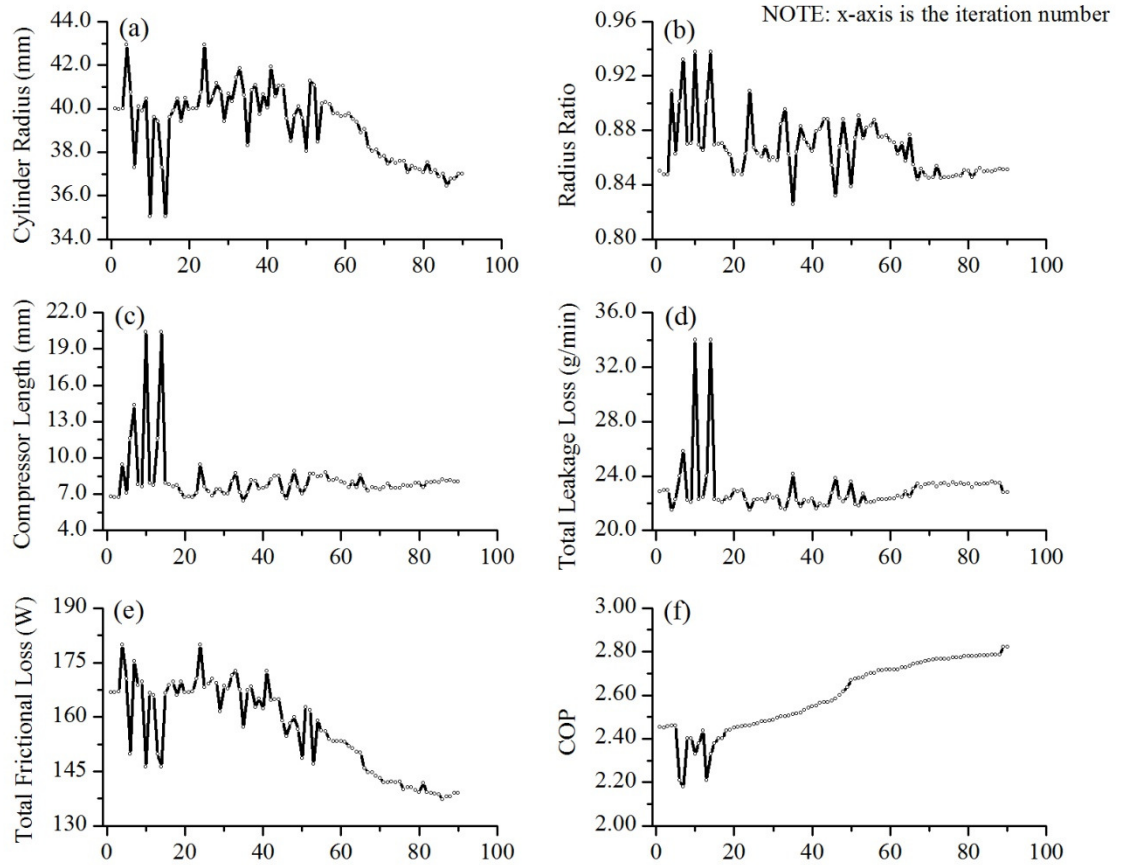 NOTE: x-axis is the iteration number
(a)
Cylinder Radius (mm)
44.0
42.0
40.0
38.0
36.0
34.0
0 20 40 60 80 100
(b)
Radius Ratio
0.96
0.92
0.88
0.84
0.80
0 20 40 60 80 100
(c)
Compressor Length (mm)
22.0
19.0
16.0
13.0
10.0
7.0
4.0
0 20 40 60 80 100
(d)
Total Leakage Loss (g/min)
36.0
32.0
28.0
24.0
20.0
0 20 40 60 80 100
(e)
Total Frictional Loss (W)
190
175
160
145
130
0 20 40 60 80 100
(f)
COP
3.00
2.80
2.60
2.40
2.20
2.00
0 20 40 60 80 100